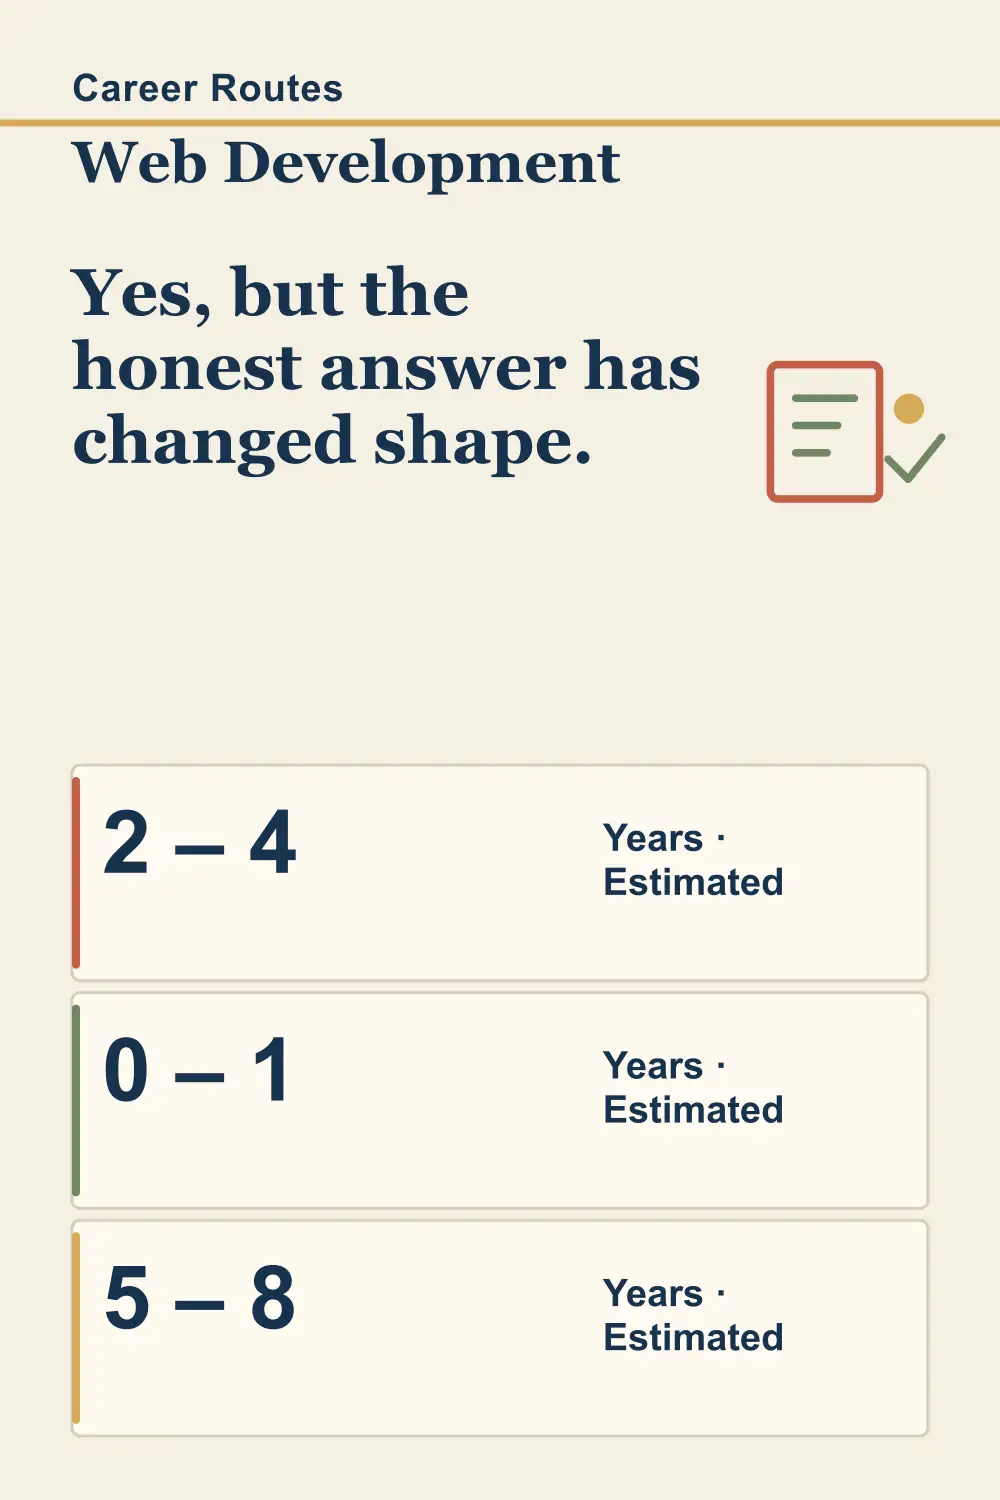 Career Routes
Web Development
Yes, but the
honest answer has
changed shape.
2 – 4
Years ·
Estimated
0 – 1
Years ·
Estimated
5 – 8
Years ·
Estimated